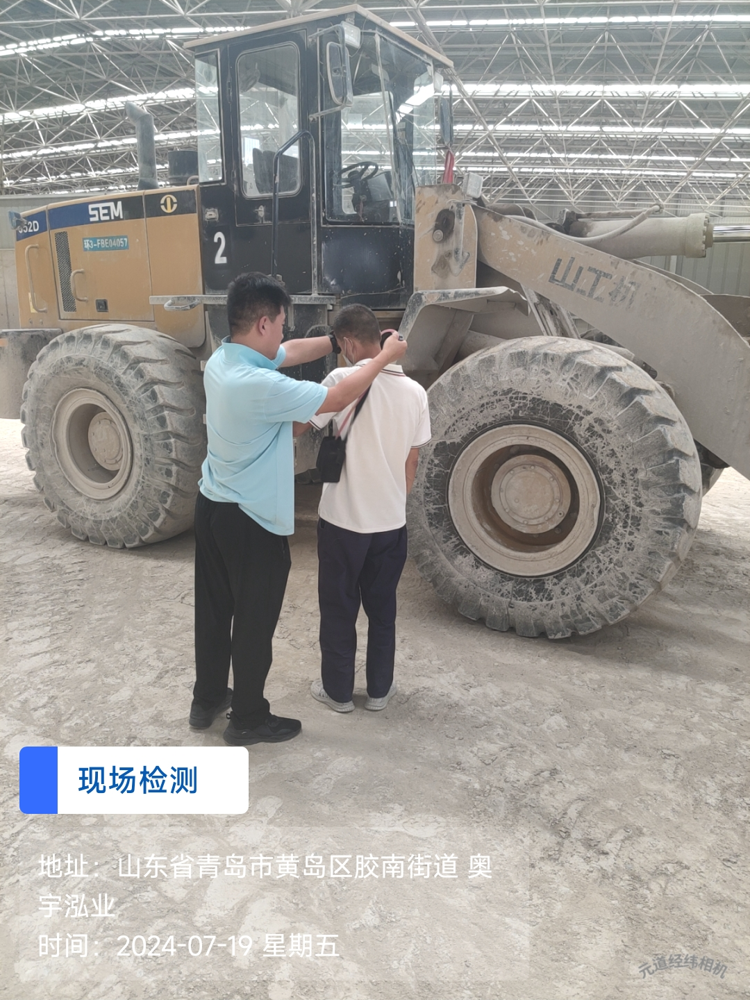 SEM
652D
环3-FBE04057
2
山工机
现场检测
地址：山东省青岛市黄岛区胶南街道 奥
宇泓业
时间：2024-07-19 星期五
元道经纬相机